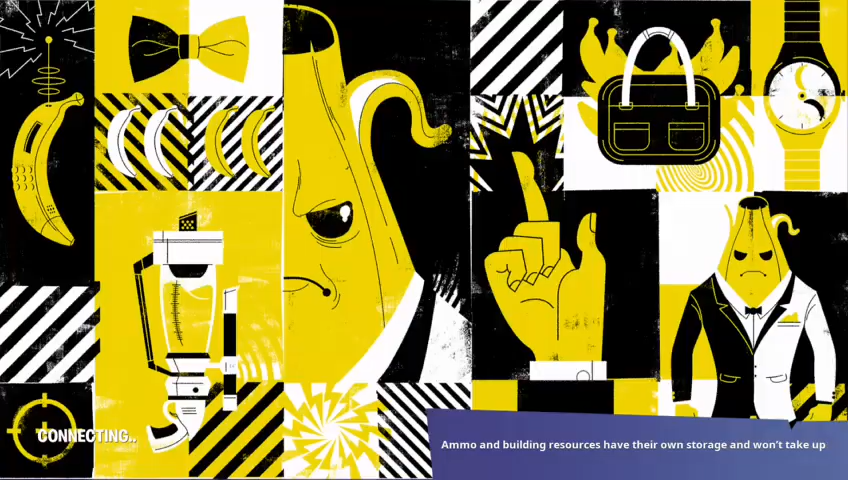 CONNECTING..
Ammo and building resources have their own storage and won't take up